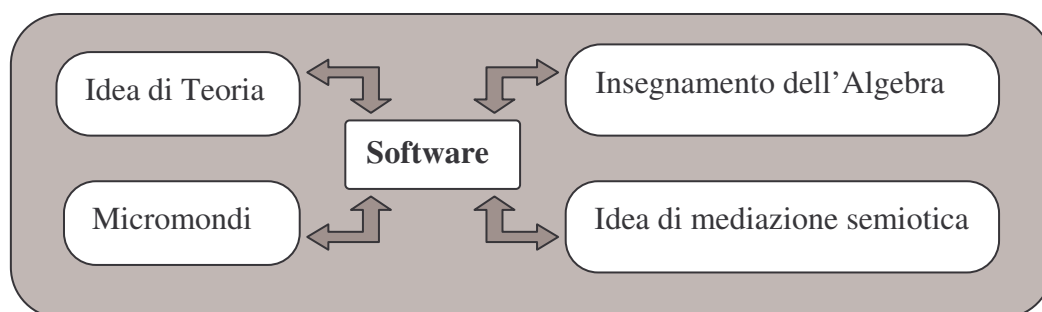 Idea di Teoria
Insegnamento dell'Algebra
Software
Micromondi
Idea di mediazione semiotica